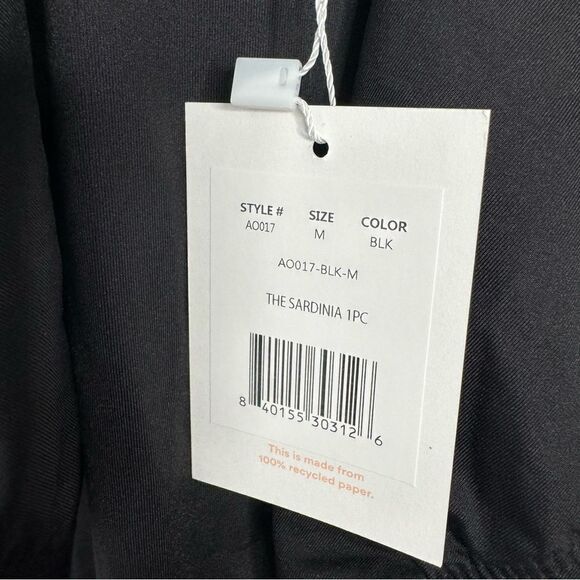 STYLE # SIZE COLOR
AO017 M BLK
AO017-BLK-M
THE SARDINIA 1PC
8 40155 30312 6
This is made from
100% recycled paper.